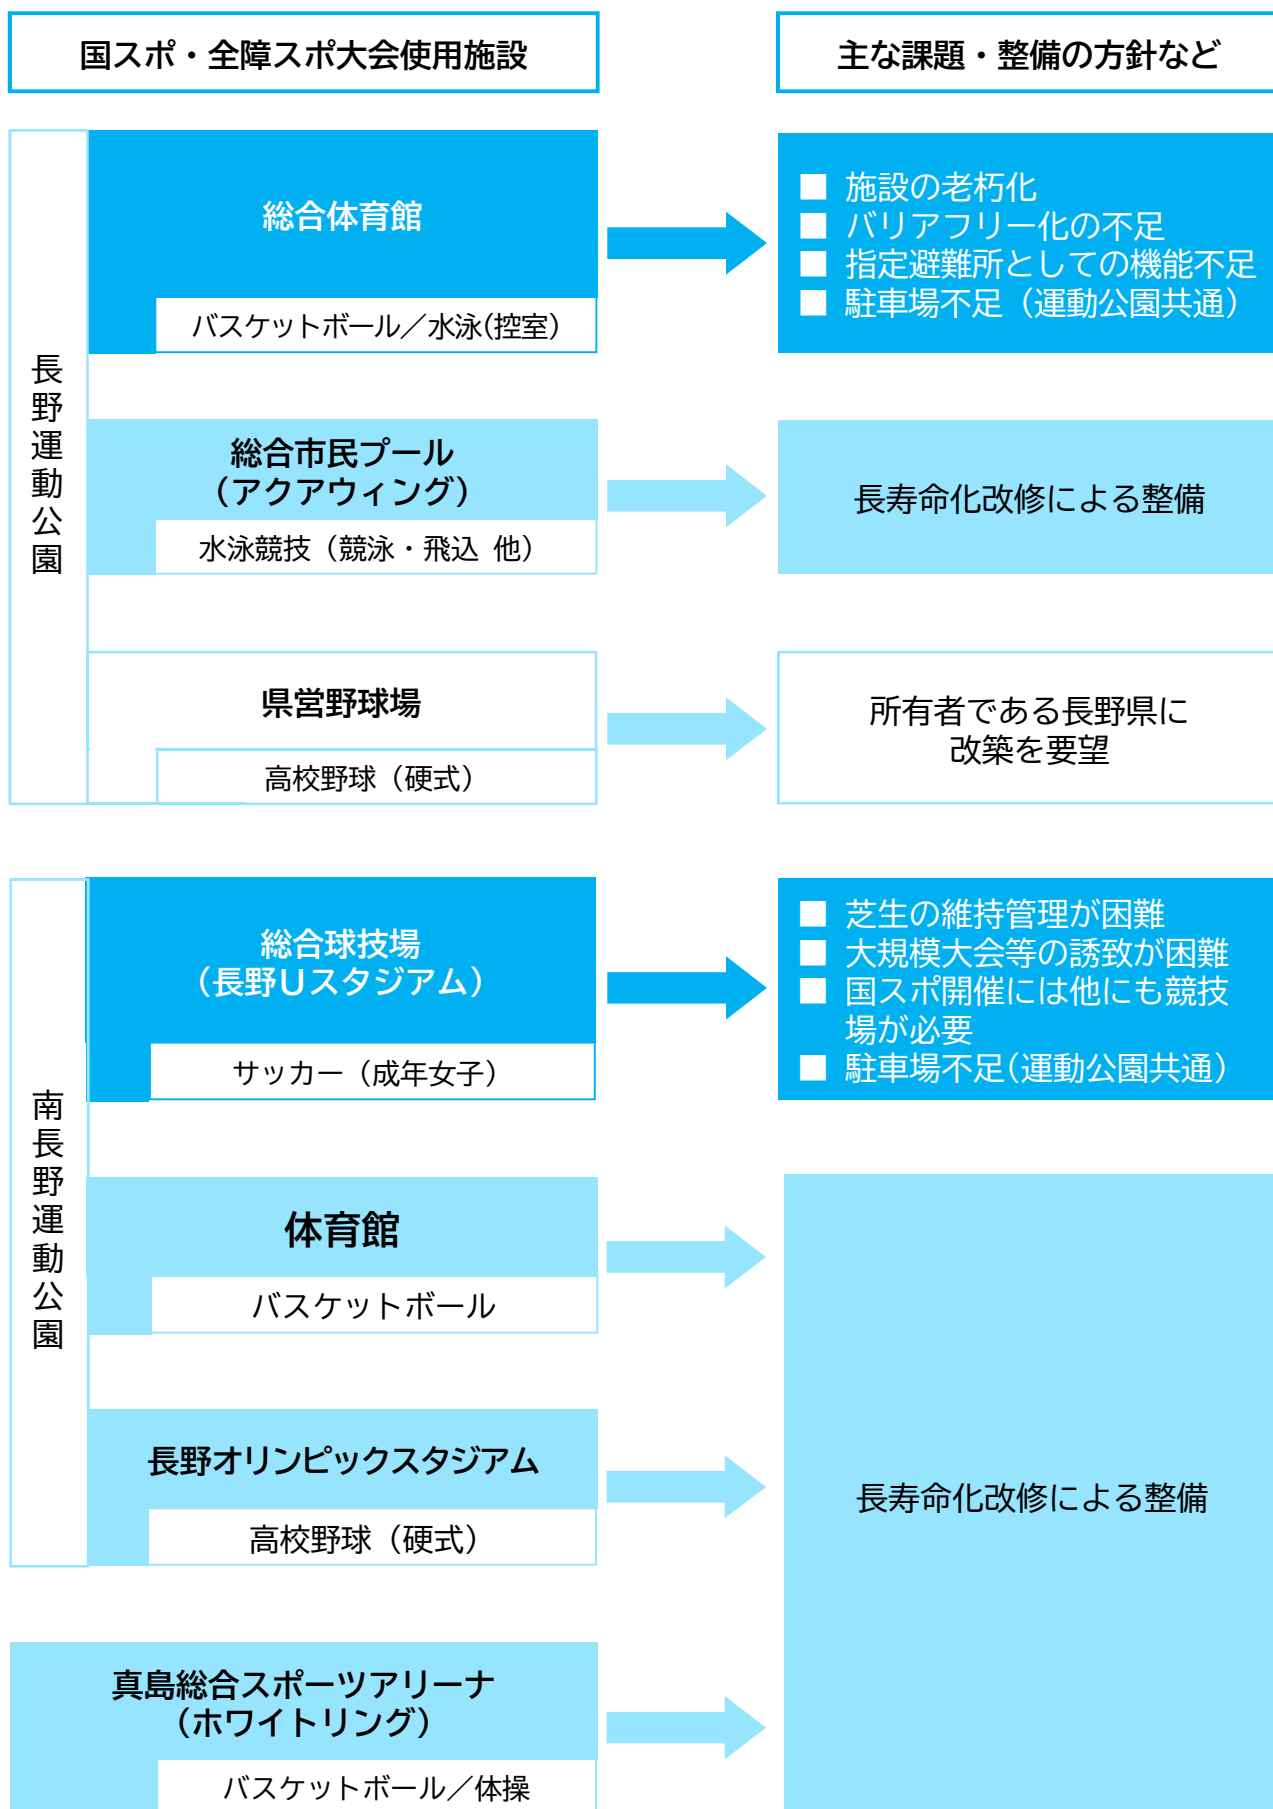 国スポ・全障スポ大会使用施設
主な課題・整備の方針など
長野運動公園
総合体育館
バスケットボール／水泳(控室)
■ 施設の老朽化
■ バリアフリー化の不足
■ 指定避難所としての機能不足
■ 駐車場不足（運動公園共通）
総合市民プール
（アクアウィング）
水泳競技（競泳・飛込 他）
長寿命化改修による整備
県営野球場
高校野球（硬式）
所有者である長野県に
改築を要望
南長野運動公園
総合球技場
（長野Uスタジアム）
サッカー（成年女子）
■ 芝生の維持管理が困難
■ 大規模大会等の誘致が困難
■ 国スポ開催には他にも競技
場が必要
■ 駐車場不足(運動公園共通）
体育館
バスケットボール
長野オリンピックスタジアム
高校野球（硬式）
長寿命化改修による整備
真島総合スポーツアリーナ
（ホワイトリング）
バスケットボール／体操